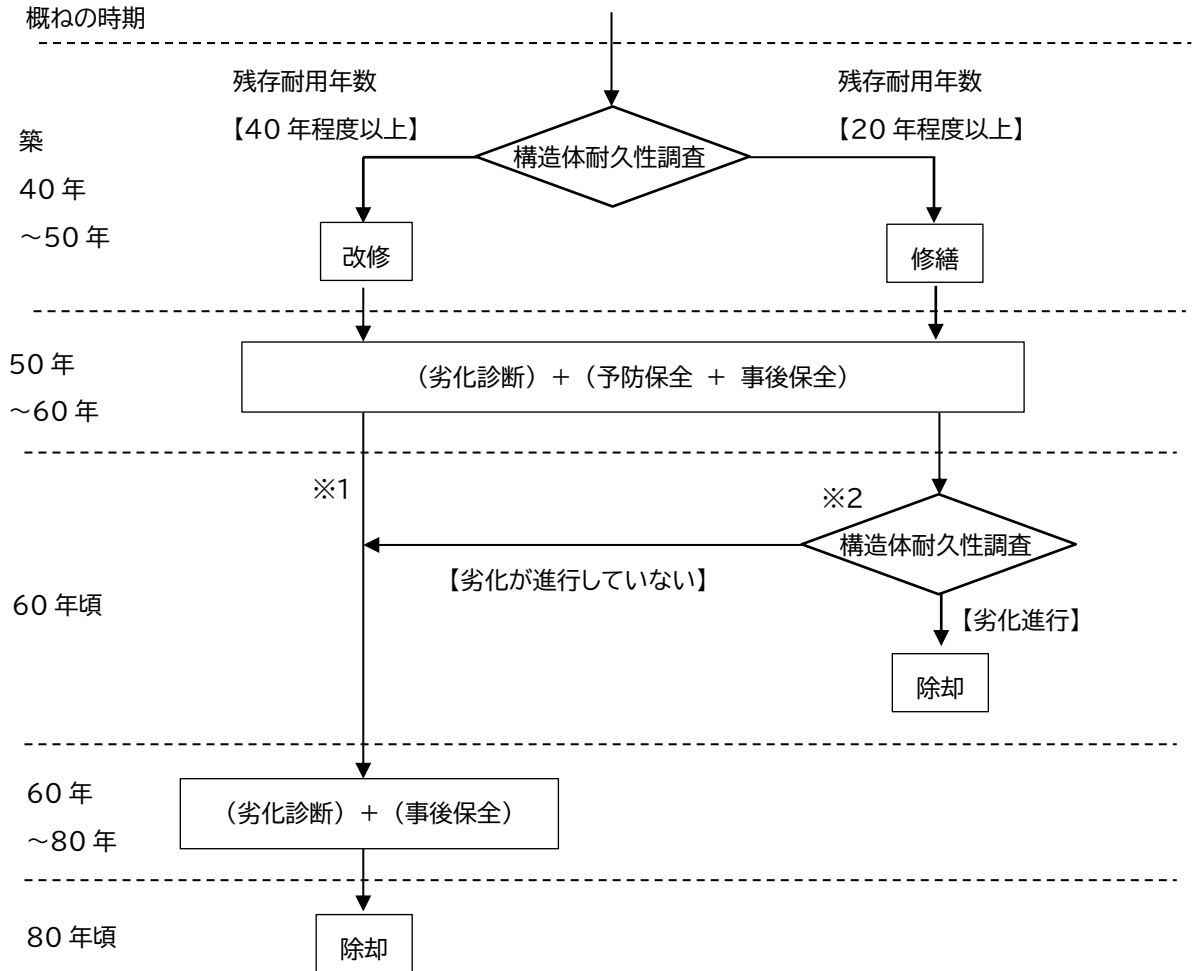 概ねの時期
残存耐用年数
【40 年程度以上】
残存耐用年数
【20 年程度以上】
構造体耐久性調査
築
40 年
～50 年
改修
修繕
50 年
～60 年
（劣化診断）＋（予防保全 ＋ 事後保全）
※1
※2
構造体耐久性調査
【劣化が進行していない】
60 年頃
【劣化進行】
除却
60 年
～80 年
（劣化診断）＋（事後保全）
80 年頃
除却